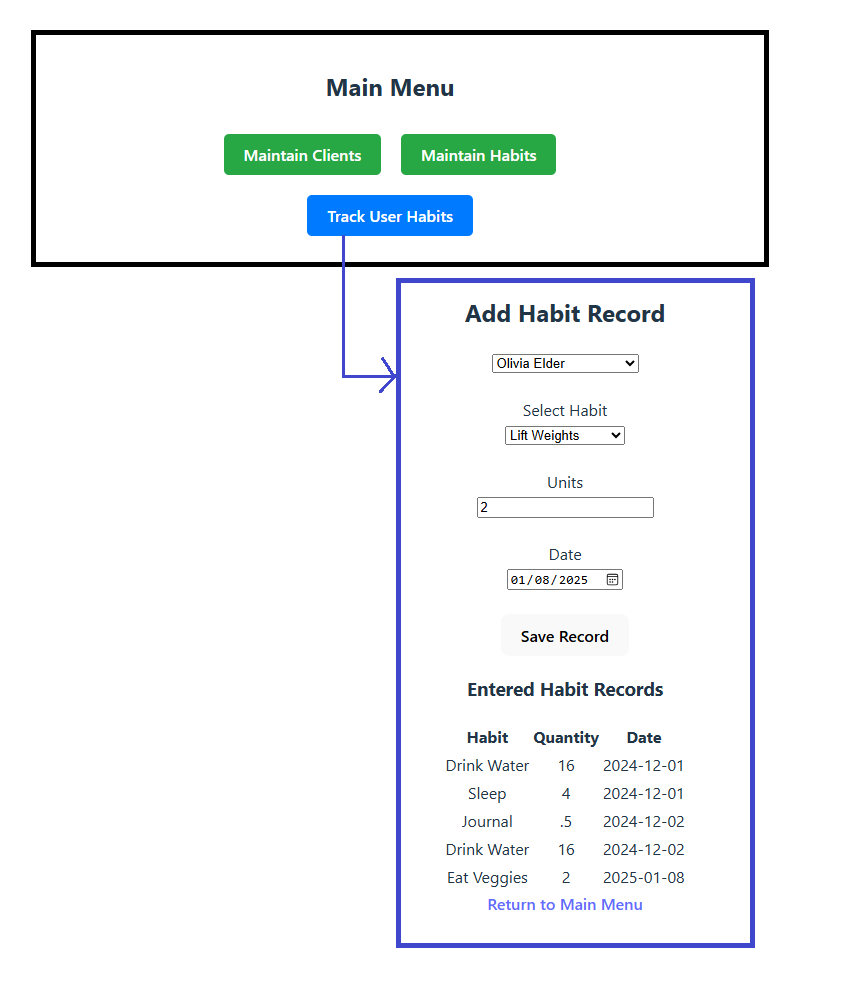 Main Menu
Maintain Clients Maintain Habits
Track User Habits
Add Habit Record
Olivia Elder
Select Habit
Lift Weights
Units
2
Date
01/08/2025
Save Record
Entered Habit Records
Habit Quantity Date
Drink Water 16 2024-12-01
Sleep 4 2024-12-01
Journal .5 2024-12-02
Drink Water 16 2024-12-02
Eat Veggies 2 2025-01-08
Return to Main Menu